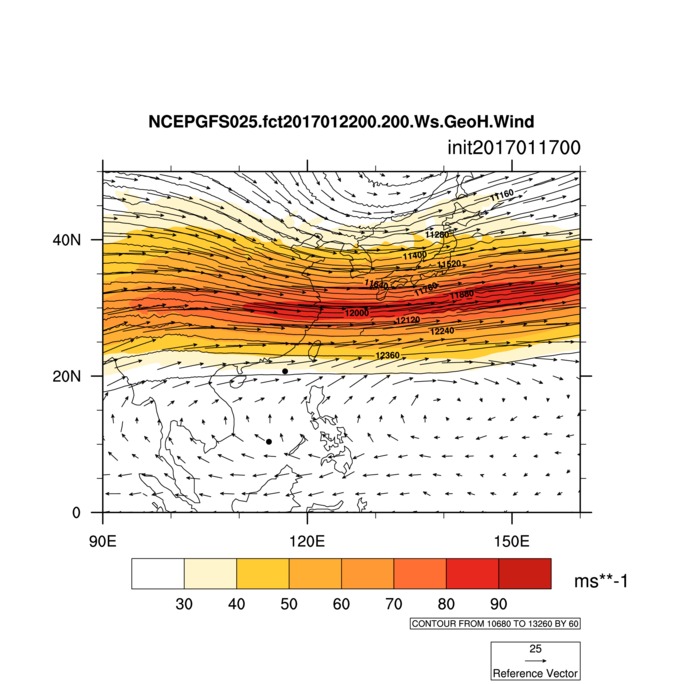 NCEPGFS025.fct2017012200.200.Ws.GeoH.Wind
init2017011700
11160
11280
40N
11400
11520
11640
11760
11880
12000
12120
12240
12360
20N
0
90E 120E 150E
ms**-1
30 40 50 60 70 80 90
CONTOUR FROM 10680 TO 13260 BY 60
25
Reference Vector